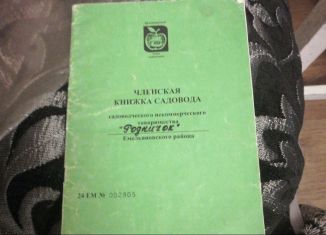 ЧЛЕНСКАЯ
КНИЖКА САДОВОДА
садоводческого некоммерческого
товарищества
"Родничок"
Емельяновского района
24 ЕМ № 002805